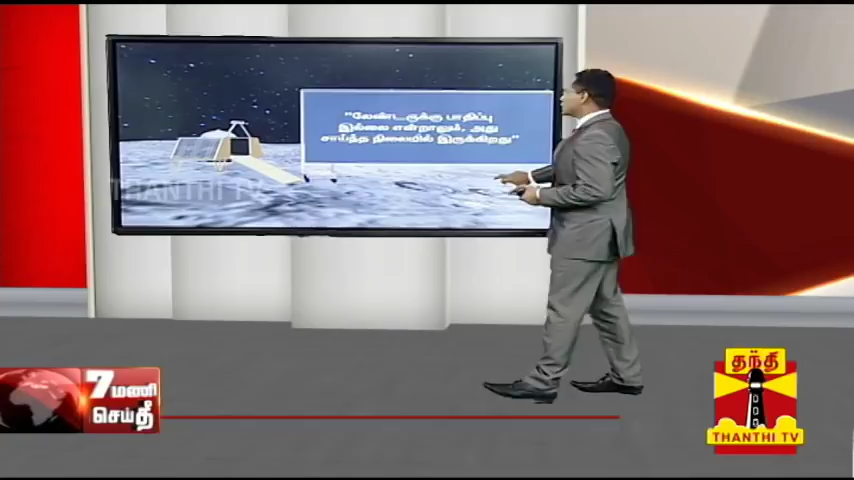 "லேண்டருக்கு பாதிப்பு
இல்லை என்றாலும், அது
சாய்ந்த நிலையில் இருக்கிறது"
THANTHI TV
7 மணி
செய்தீ
தந்தி
THANTHI TV